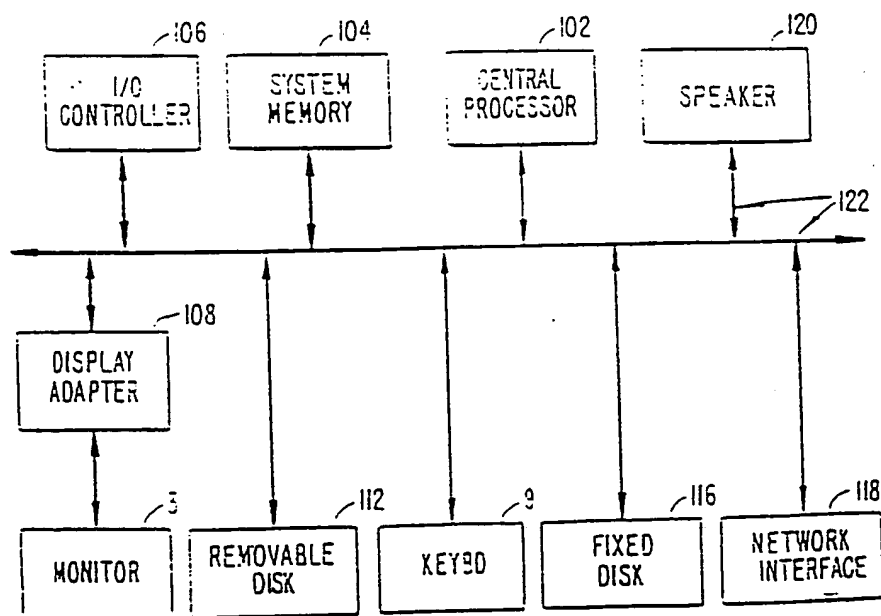 106
104
102
120
I/O
CONTROLLER
SYSTEM
MEMORY
CENTRAL
PROCESSOR
SPEAKER
122
108
DISPLAY
ADAPTER
3
112
9
116
118
MONITOR
REMOVABLE
DISK
KEYBD
FIXED
DISK
NETWORK
INTERFACE